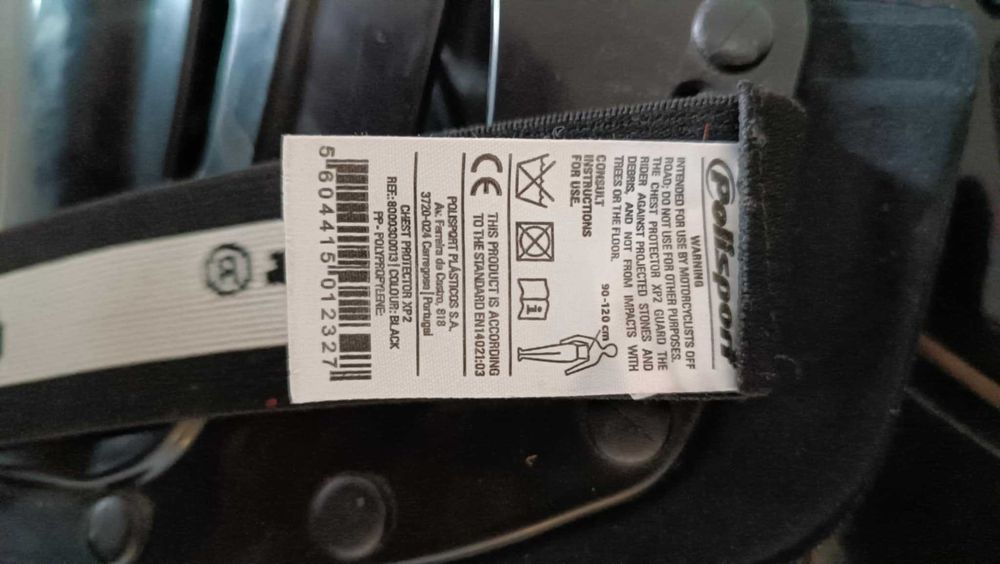 Polisport
WARNING
INTENDED FOR USE BY MOTORCYCLISTS OFF
ROAD; DO NOT USE FOR OTHER PURPOSES.
THE CHEST PROTECTOR XP2 GUARD THE
RIDER AGAINST PROJECTED STONES AND
DEBRIS, AND NOT FROM IMPACTS WITH
TREES OR THE FLOOR.
CONSULT
INSTRUCTIONS
FOR USE.
90-120 cm
i
CE
THIS PRODUCT IS ACCORDING
TO THE STANDARD EN14021:03
POLISPORT PLÁSTICOS S.A.
Av. Ferreira de Castro, 818
3720-024 Carregosa | Portugal
CHEST PROTECTOR XP2
REF.:8000300013 | COLOUR: BLACK
PP - POLYPROPYLENE
5 604415 012327